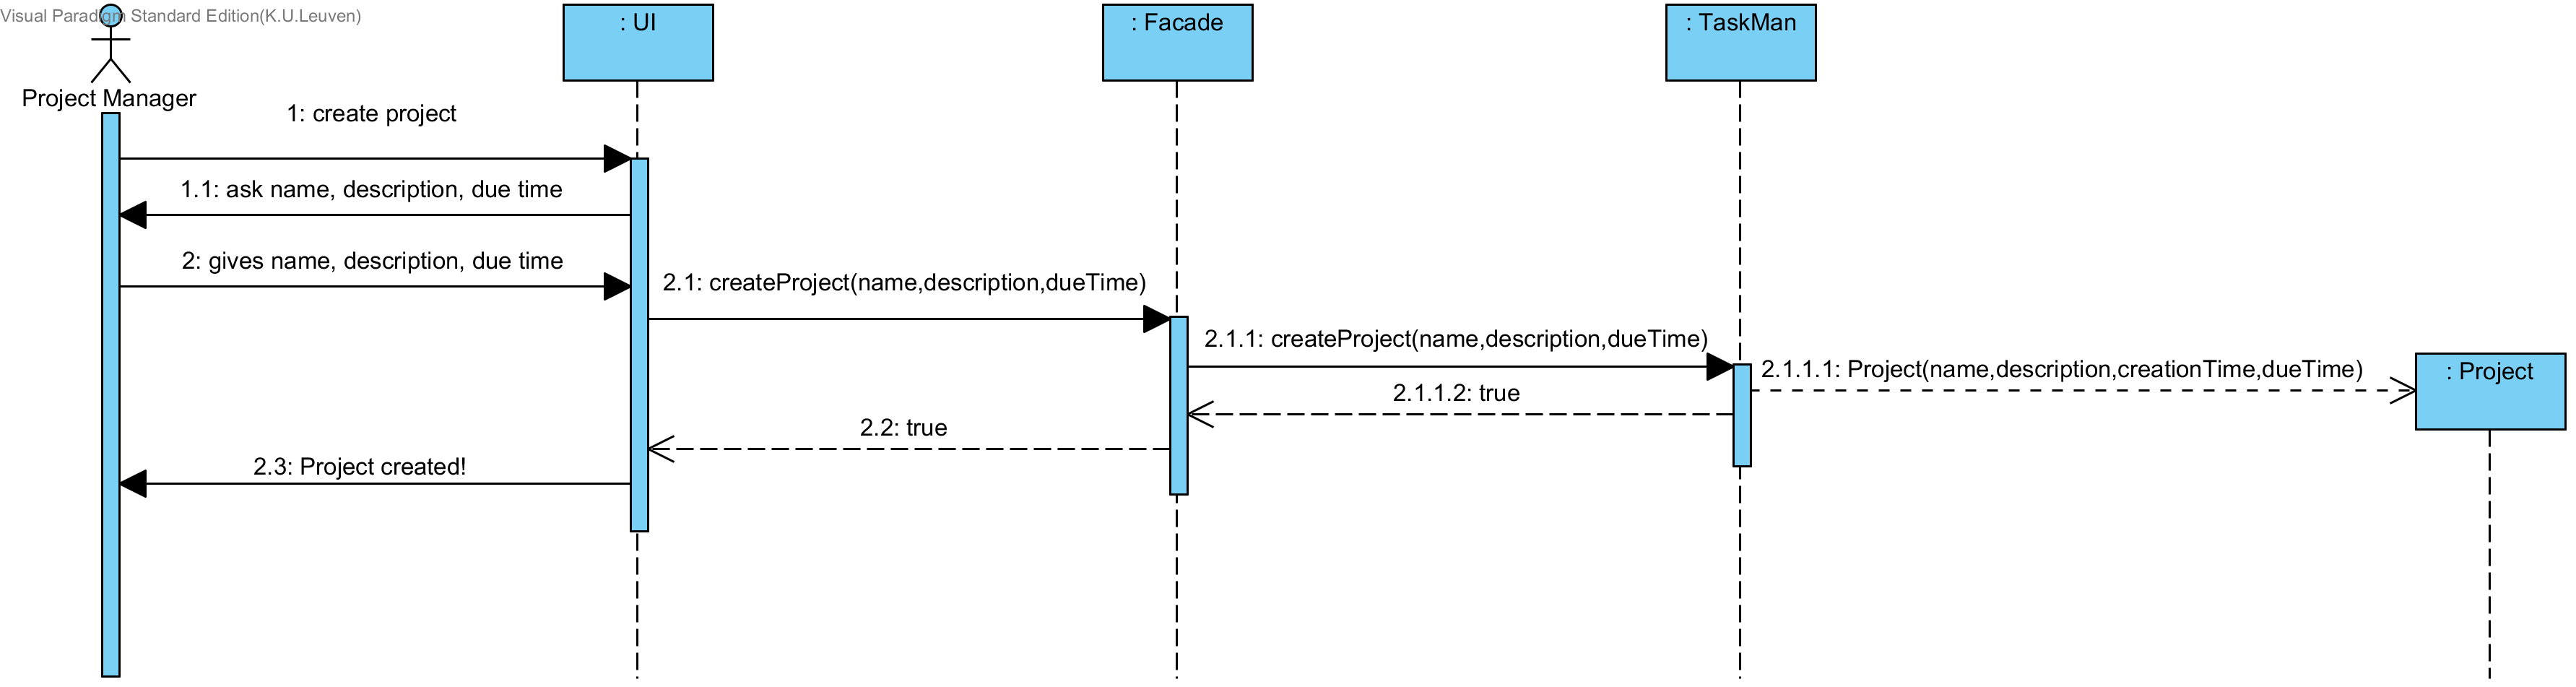 Visual Paradigm Standard Edition(K.U.Leuven)
: UI
: Facade
: TaskMan
Project Manager
1: create project
1.1: ask name, description, due time
2: gives name, description, due time
2.1: createProject(name,description,dueTime)
2.1.1: createProject(name,description,dueTime)
2.1.1.1: Project(name,description,creationTime,dueTime)
: Project
2.1.1.2: true
2.2: true
2.3: Project created!